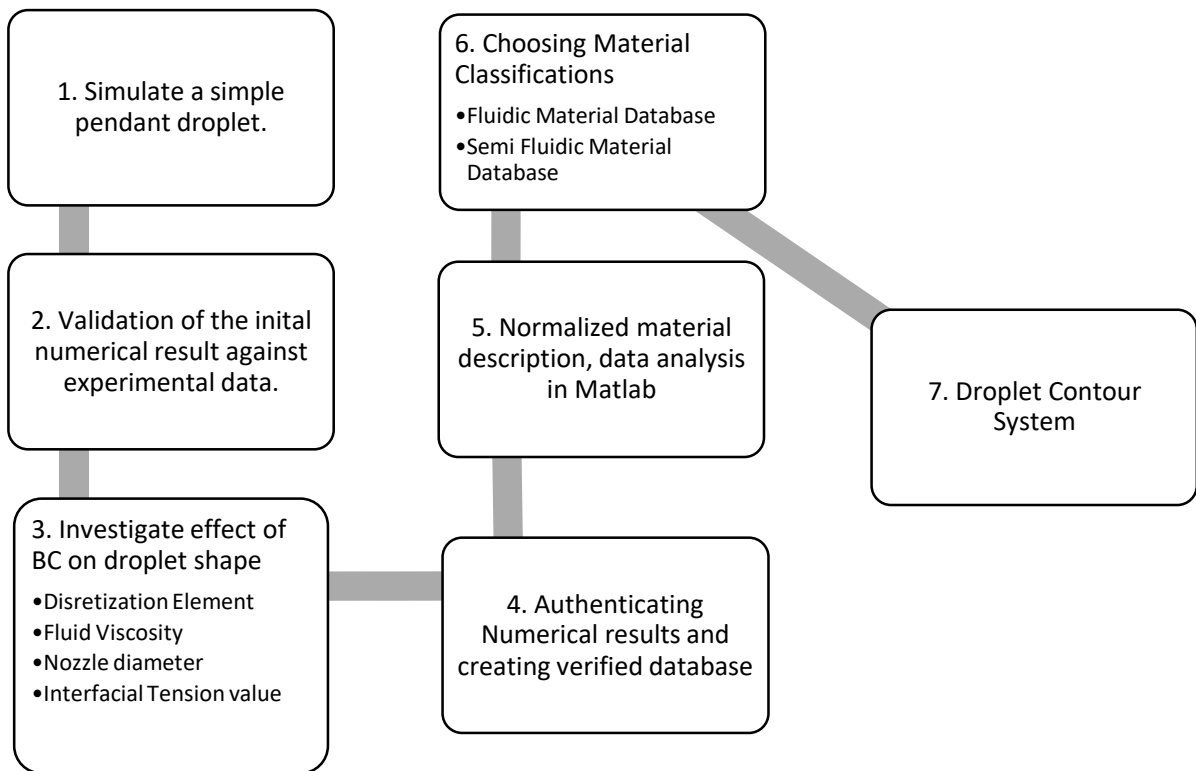 1. Simulate a simple
pendant droplet.
2. Validation of the inital
numerical result against
experimental data.
3. Investigate effect of
BC on droplet shape
•Disretization Element
•Fluid Viscosity
•Nozzle diameter
•Interfacial Tension value
4. Authenticating
Numerical results and
creating verified database
5. Normalized material
description, data analysis
in Matlab
6. Choosing Material
Classifications
•Fluidic Material Database
•Semi Fluidic Material
Database
7. Droplet Contour
System